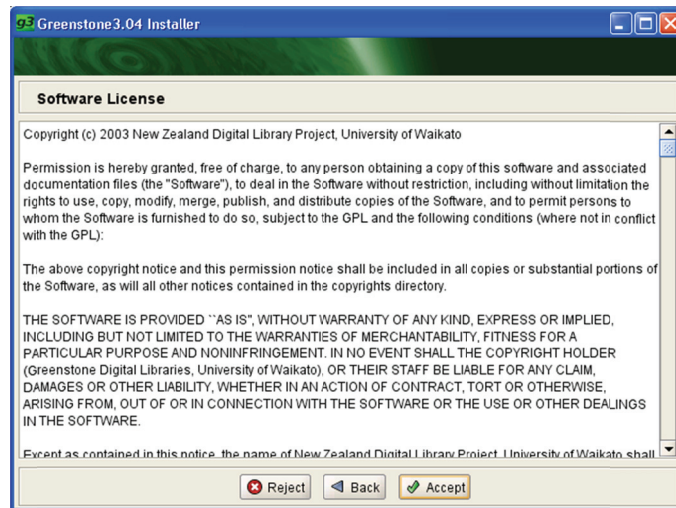 g3 Greenstone3.04 Installer
Software License
Copyright (c) 2003 New Zealand Digital Library Project, University of Waikato
Permission is hereby granted, free of charge, to any person obtaining a copy of this software and associated
documentation files (the "Software"), to deal in the Software without restriction, including without limitation the
rights to use, copy, modify, merge, publish, and distribute copies of the Software, and to permit persons to
whom the Software is furnished to do so, subject to the GPL and the following conditions (where not in conflict
with the GPL):
The above copyright notice and this permission notice shall be included in all copies or substantial portions of
the Software, as will all other notices contained in the copyrights directory.
THE SOFTWARE IS PROVIDED ``AS IS'', WITHOUT WARRANTY OF ANY KIND, EXPRESS OR IMPLIED,
INCLUDING BUT NOT LIMITED TO THE WARRANTIES OF MERCHANTABILITY, FITNESS FOR A
PARTICULAR PURPOSE AND NONINFRINGEMENT. IN NO EVENT SHALL THE COPYRIGHT HOLDER
(Greenstone Digital Libraries, University of Waikato), OR THEIR STAFF BE LIABLE FOR ANY CLAIM,
DAMAGES OR OTHER LIABILITY, WHETHER IN AN ACTION OF CONTRACT, TORT OR OTHERWISE,
ARISING FROM, OUT OF OR IN CONNECTION WITH THE SOFTWARE OR THE USE OR OTHER DEALINGS
IN THE SOFTWARE.
Except as contained in this notice, the name of New Zealand Digital Library Project, University of Waikato shall
Reject Back Accept